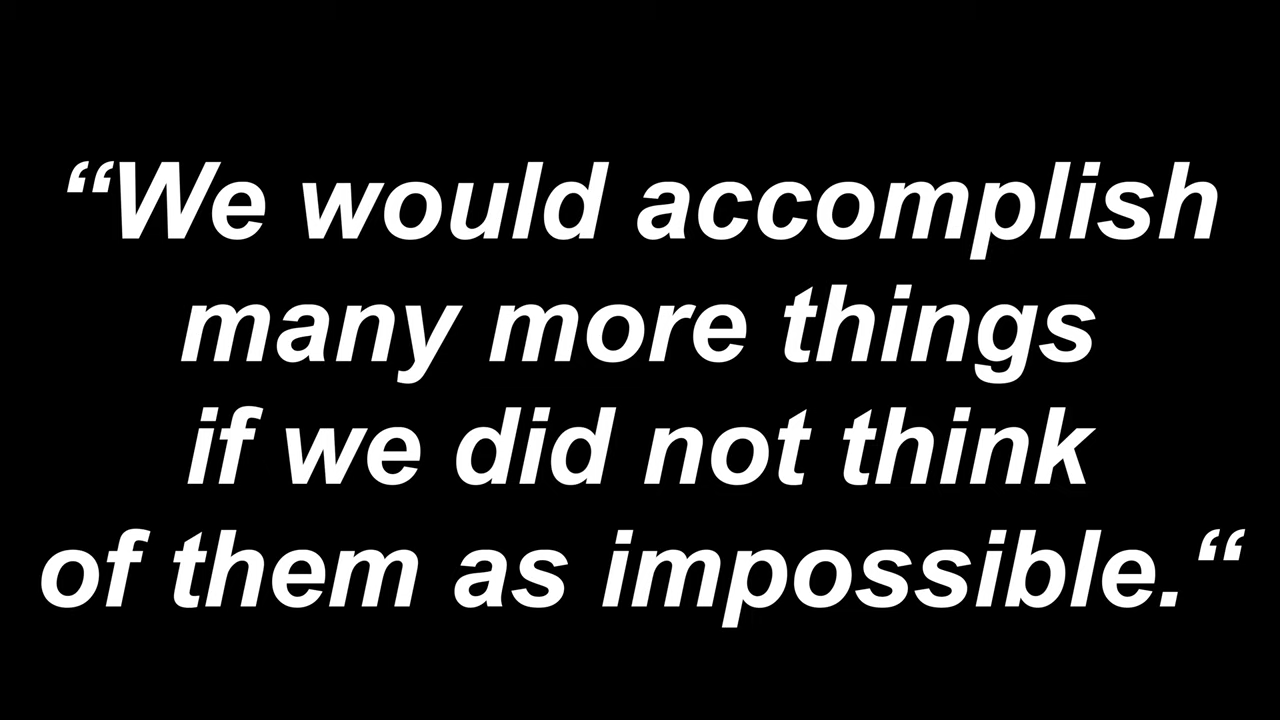 “We would accomplish
many more things
if we did not think
of them as impossible.“